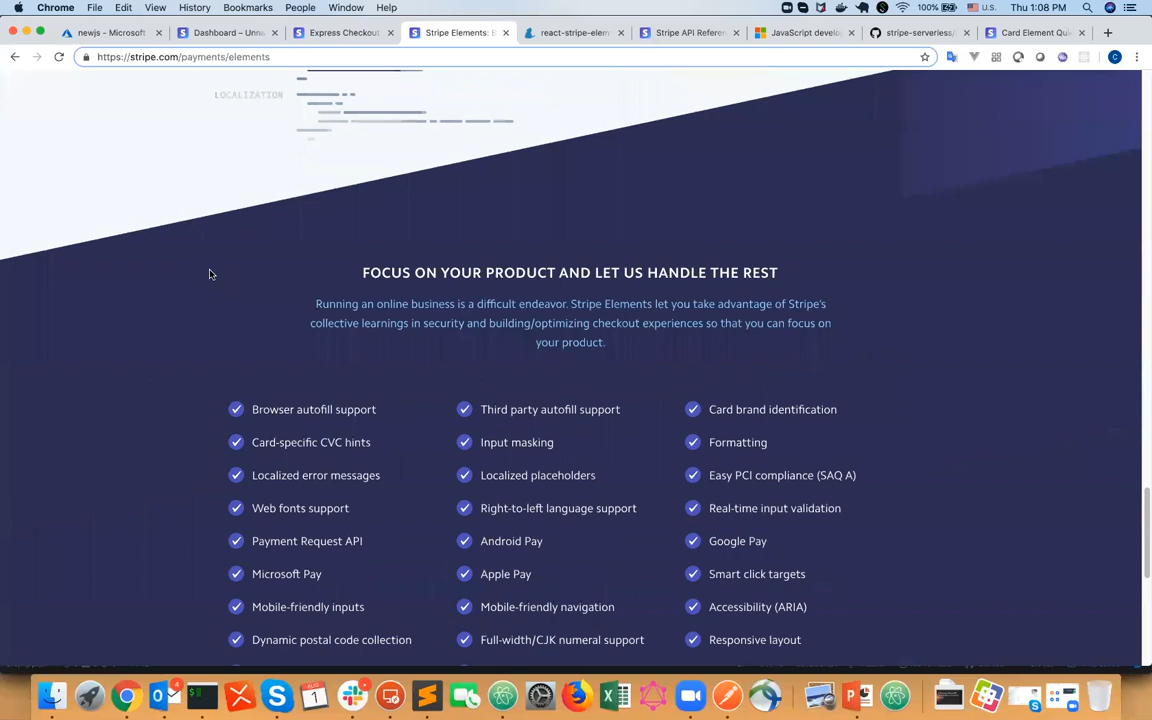 Chrome File Edit View History Bookmarks People Window Help
100% U.S. Thu 1:08 PM
newjs - Microsoft
Dashboard – Unna
Express Checkout
Stripe Elements: B
react-stripe-elem
Stripe API Referen
JavaScript develo
stripe-serverless/
Card Element Qui
https://stripe.com/payments/elements
C
LOCALIZATION
FOCUS ON YOUR PRODUCT AND LET US HANDLE THE REST
Running an online business is a difficult endeavor. Stripe Elements let you take advantage of Stripe's
collective learnings in security and building/optimizing checkout experiences so that you can focus on
your product.
Browser autofill support Third party autofill support Card brand identification
Card-specific CVC hints Input masking Formatting
Localized error messages Localized placeholders Easy PCI compliance (SAQ A)
Web fonts support Right-to-left language support Real-time input validation
Payment Request API Android Pay Google Pay
Microsoft Pay Apple Pay Smart click targets
Mobile-friendly inputs Mobile-friendly navigation Accessibility (ARIA)
Dynamic postal code collection Full-width/CJK numeral support Responsive layout
4
1